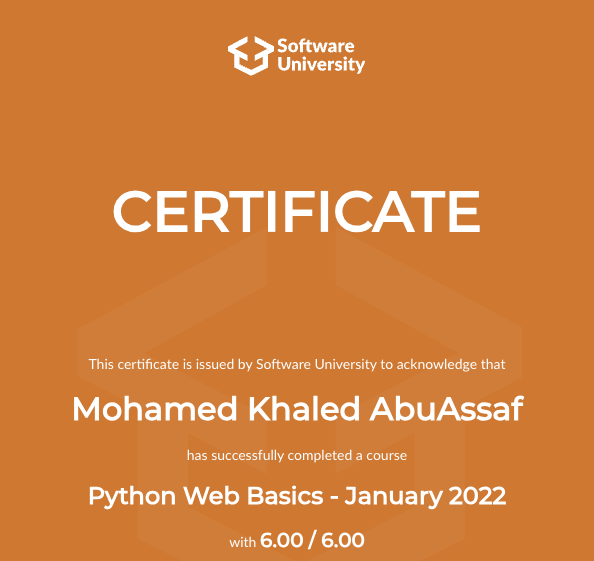 Software
University
CERTIFICATE
This certificate is issued by Software University to acknowledge that
Mohamed Khaled AbuAssaf
has successfully completed a course
Python Web Basics - January 2022
with 6.00 / 6.00